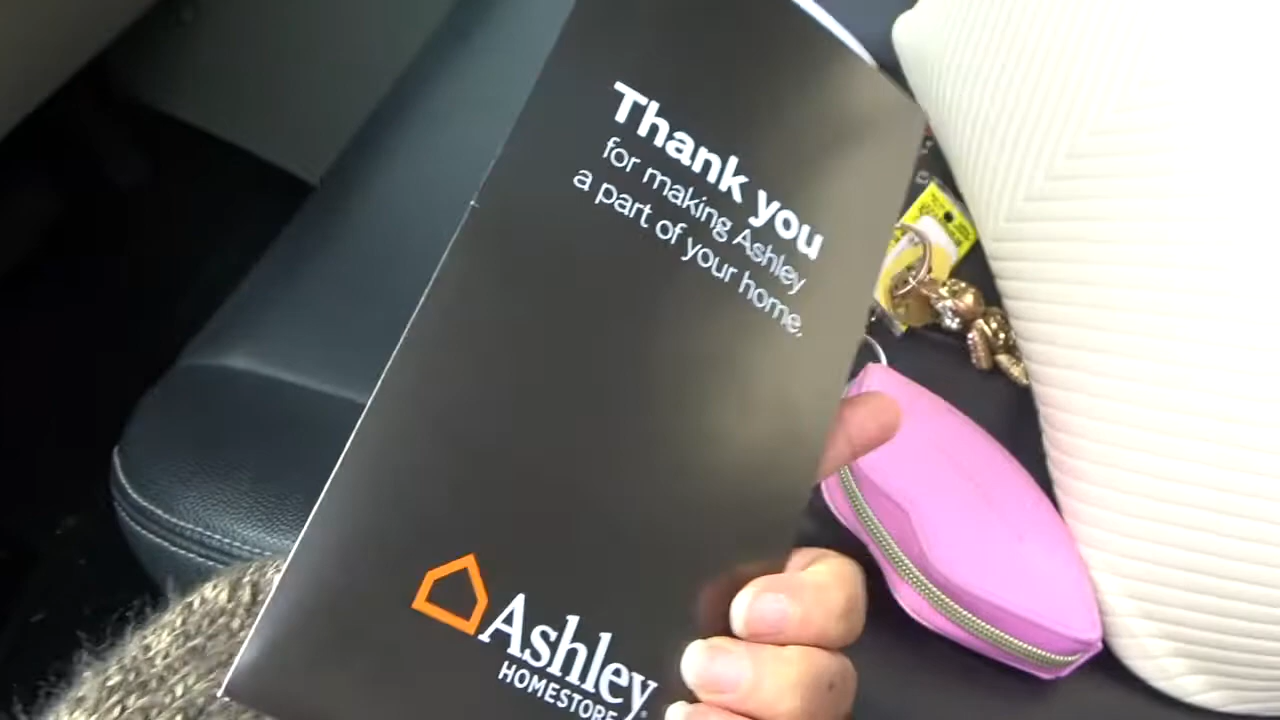 Thank you
for making Ashley
a part of your home.
Ashley
HOMESTORE